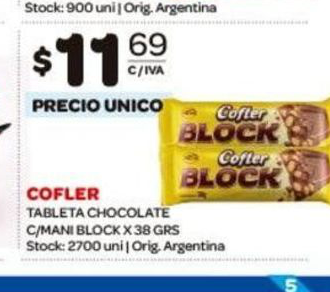 Stock: 900 uni | Orig. Argentina
$11 69
C/IVA
PRECIO UNICO
Cofler
BLOCK
Cofler
BLOCK
COFLER
TABLETA CHOCOLATE
C/MANI BLOCK X 38 GRS
Stock: 2700 uni | Orig. Argentina
5